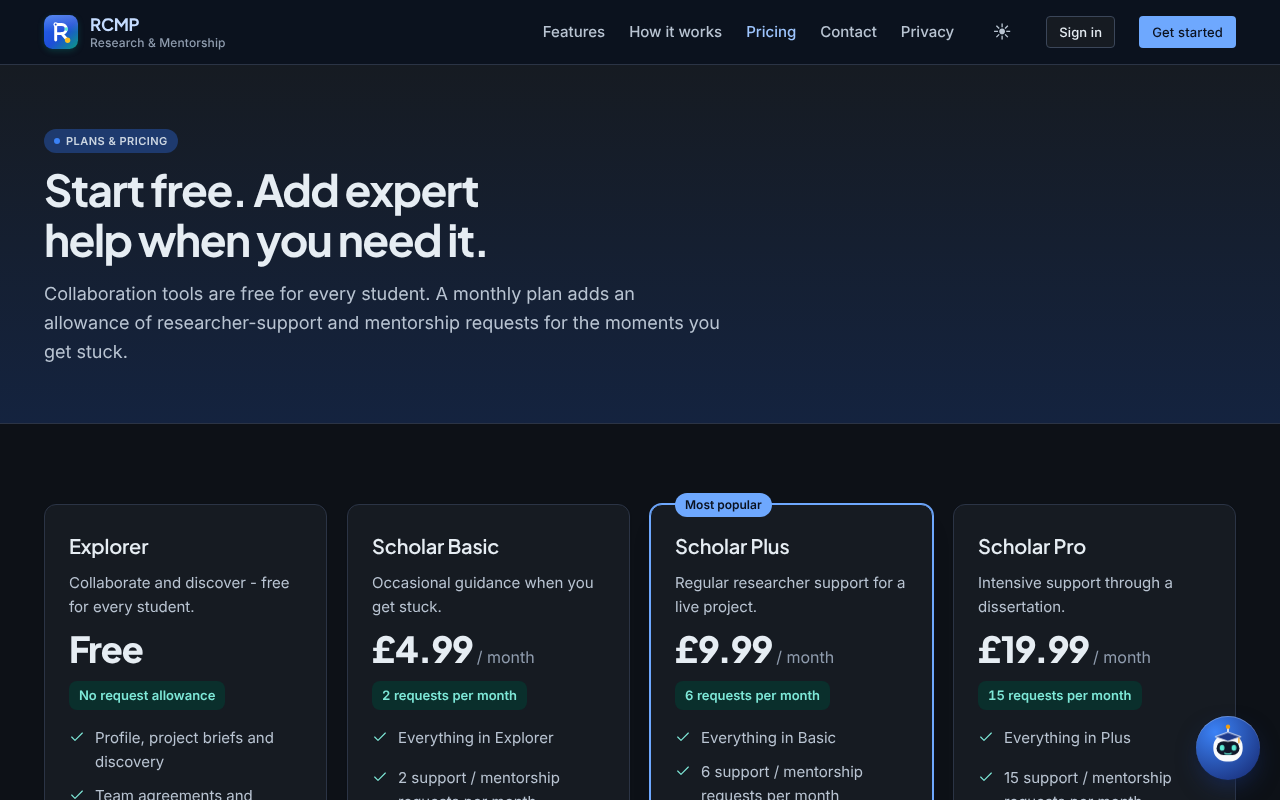 RCMP
Research & Mentorship
Features
How it works
Pricing
Contact
Privacy
Sign in
Get started
PLANS & PRICING
Start free. Add expert
help when you need it.
Collaboration tools are free for every student. A monthly plan adds an
allowance of researcher-support and mentorship requests for the moments you
get stuck.
Explorer
Collaborate and discover - free
for every student.
Free
No request allowance
Profile, project briefs and
discovery
Team agreements and
Scholar Basic
Occasional guidance when you
get stuck.
£4.99 / month
2 requests per month
Everything in Explorer
2 support / mentorship
requests per month
Most popular
Scholar Plus
Regular researcher support for a
live project.
£9.99 / month
6 requests per month
Everything in Basic
6 support / mentorship
requests per month
Scholar Pro
Intensive support through a
dissertation.
£19.99 / month
15 requests per month
Everything in Plus
15 support / mentorship
requests per month